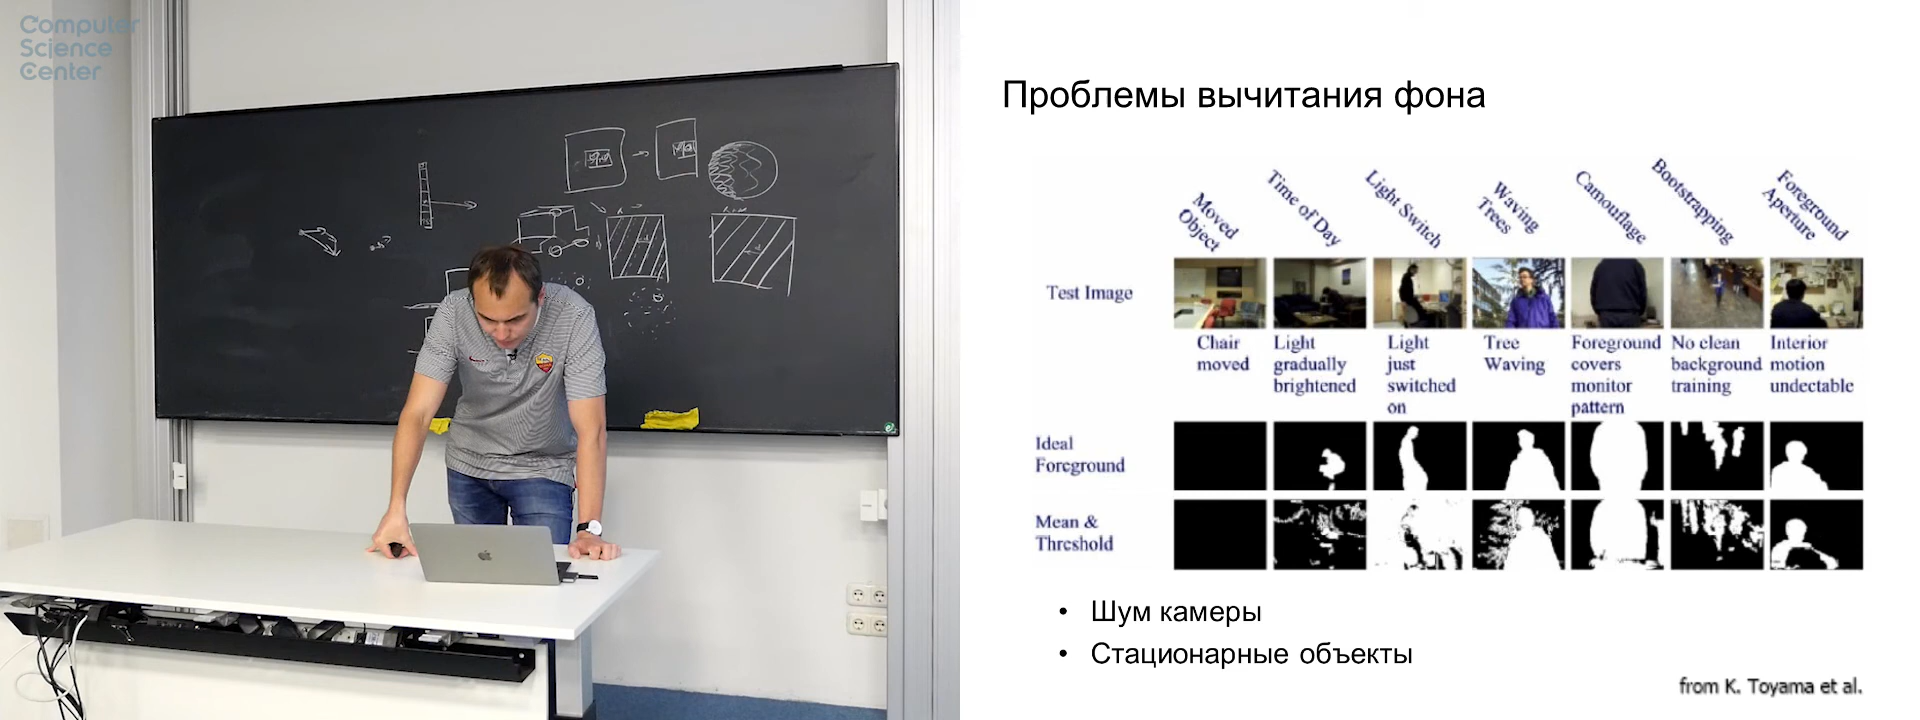 Computer
Science
Center
Проблемы вычитания фона
Moved Object
Time of Day
Light Switch
Waving Trees
Camouflage
Bootstrapping
Foreground Aperture
Test Image
Chair moved
Light gradually brightened
Light just switched on
Tree Waving
Foreground covers monitor pattern
No clean background training
Interior motion undectable
Ideal Foreground
Mean & Threshold
• Шум камеры
• Стационарные объекты
from K. Toyama et al.